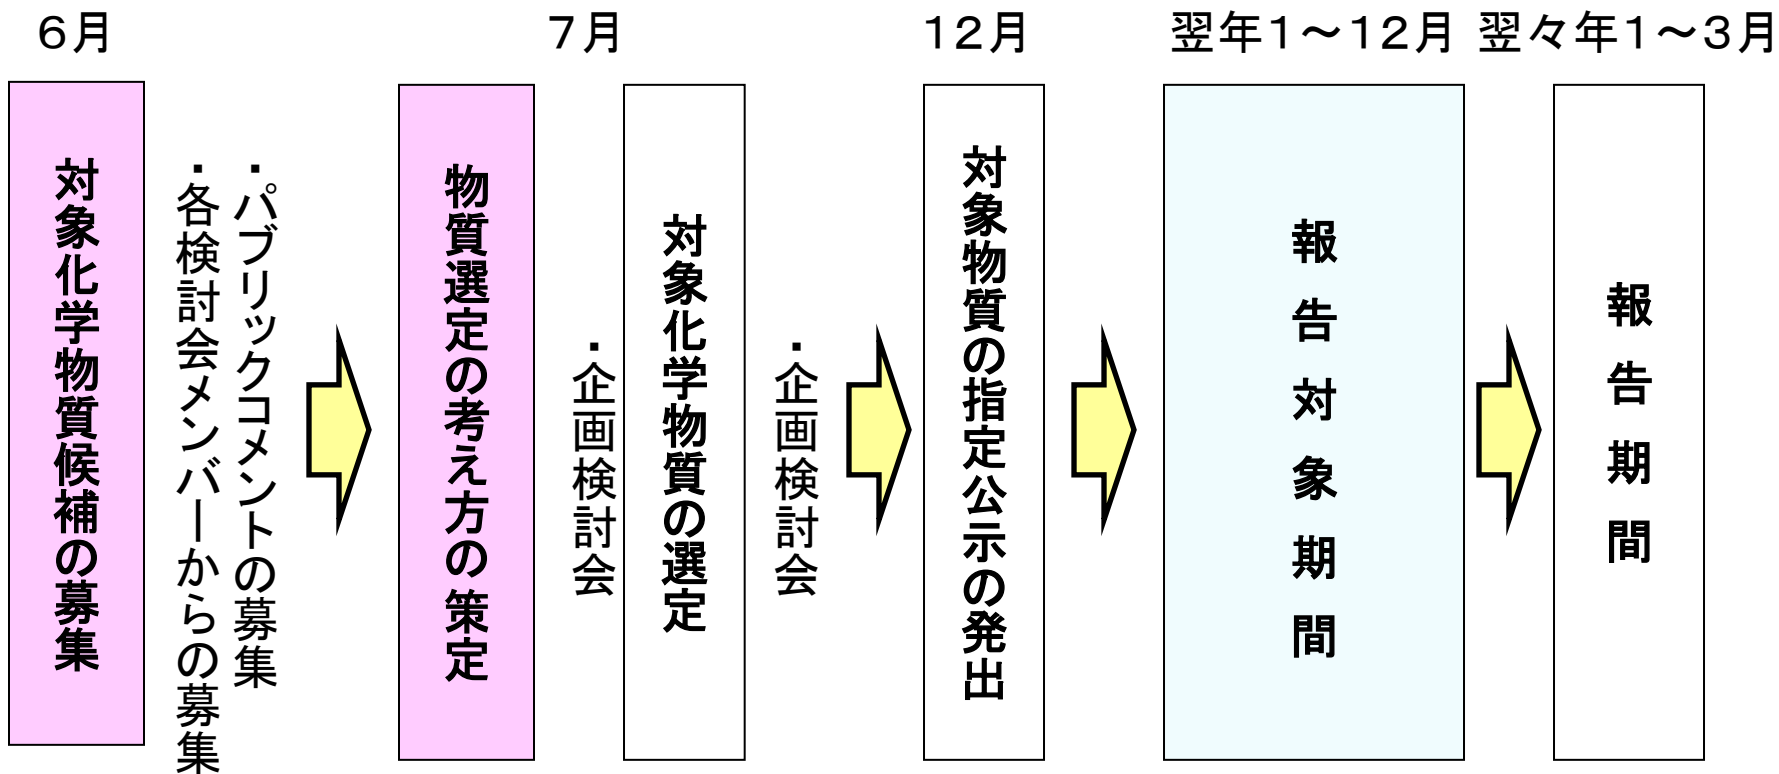 ６月
７月
１２月
翌年１～１２月
翌々年１～３月
対象化学物質候補の募集
・パブリックコメントの募集
・各検討会メンバーからの募集
物質選定の考え方の策定
・企画検討会
対象化学物質の選定
・企画検討会
対象物質の指定公示の発出
報告対象期間
報告期間